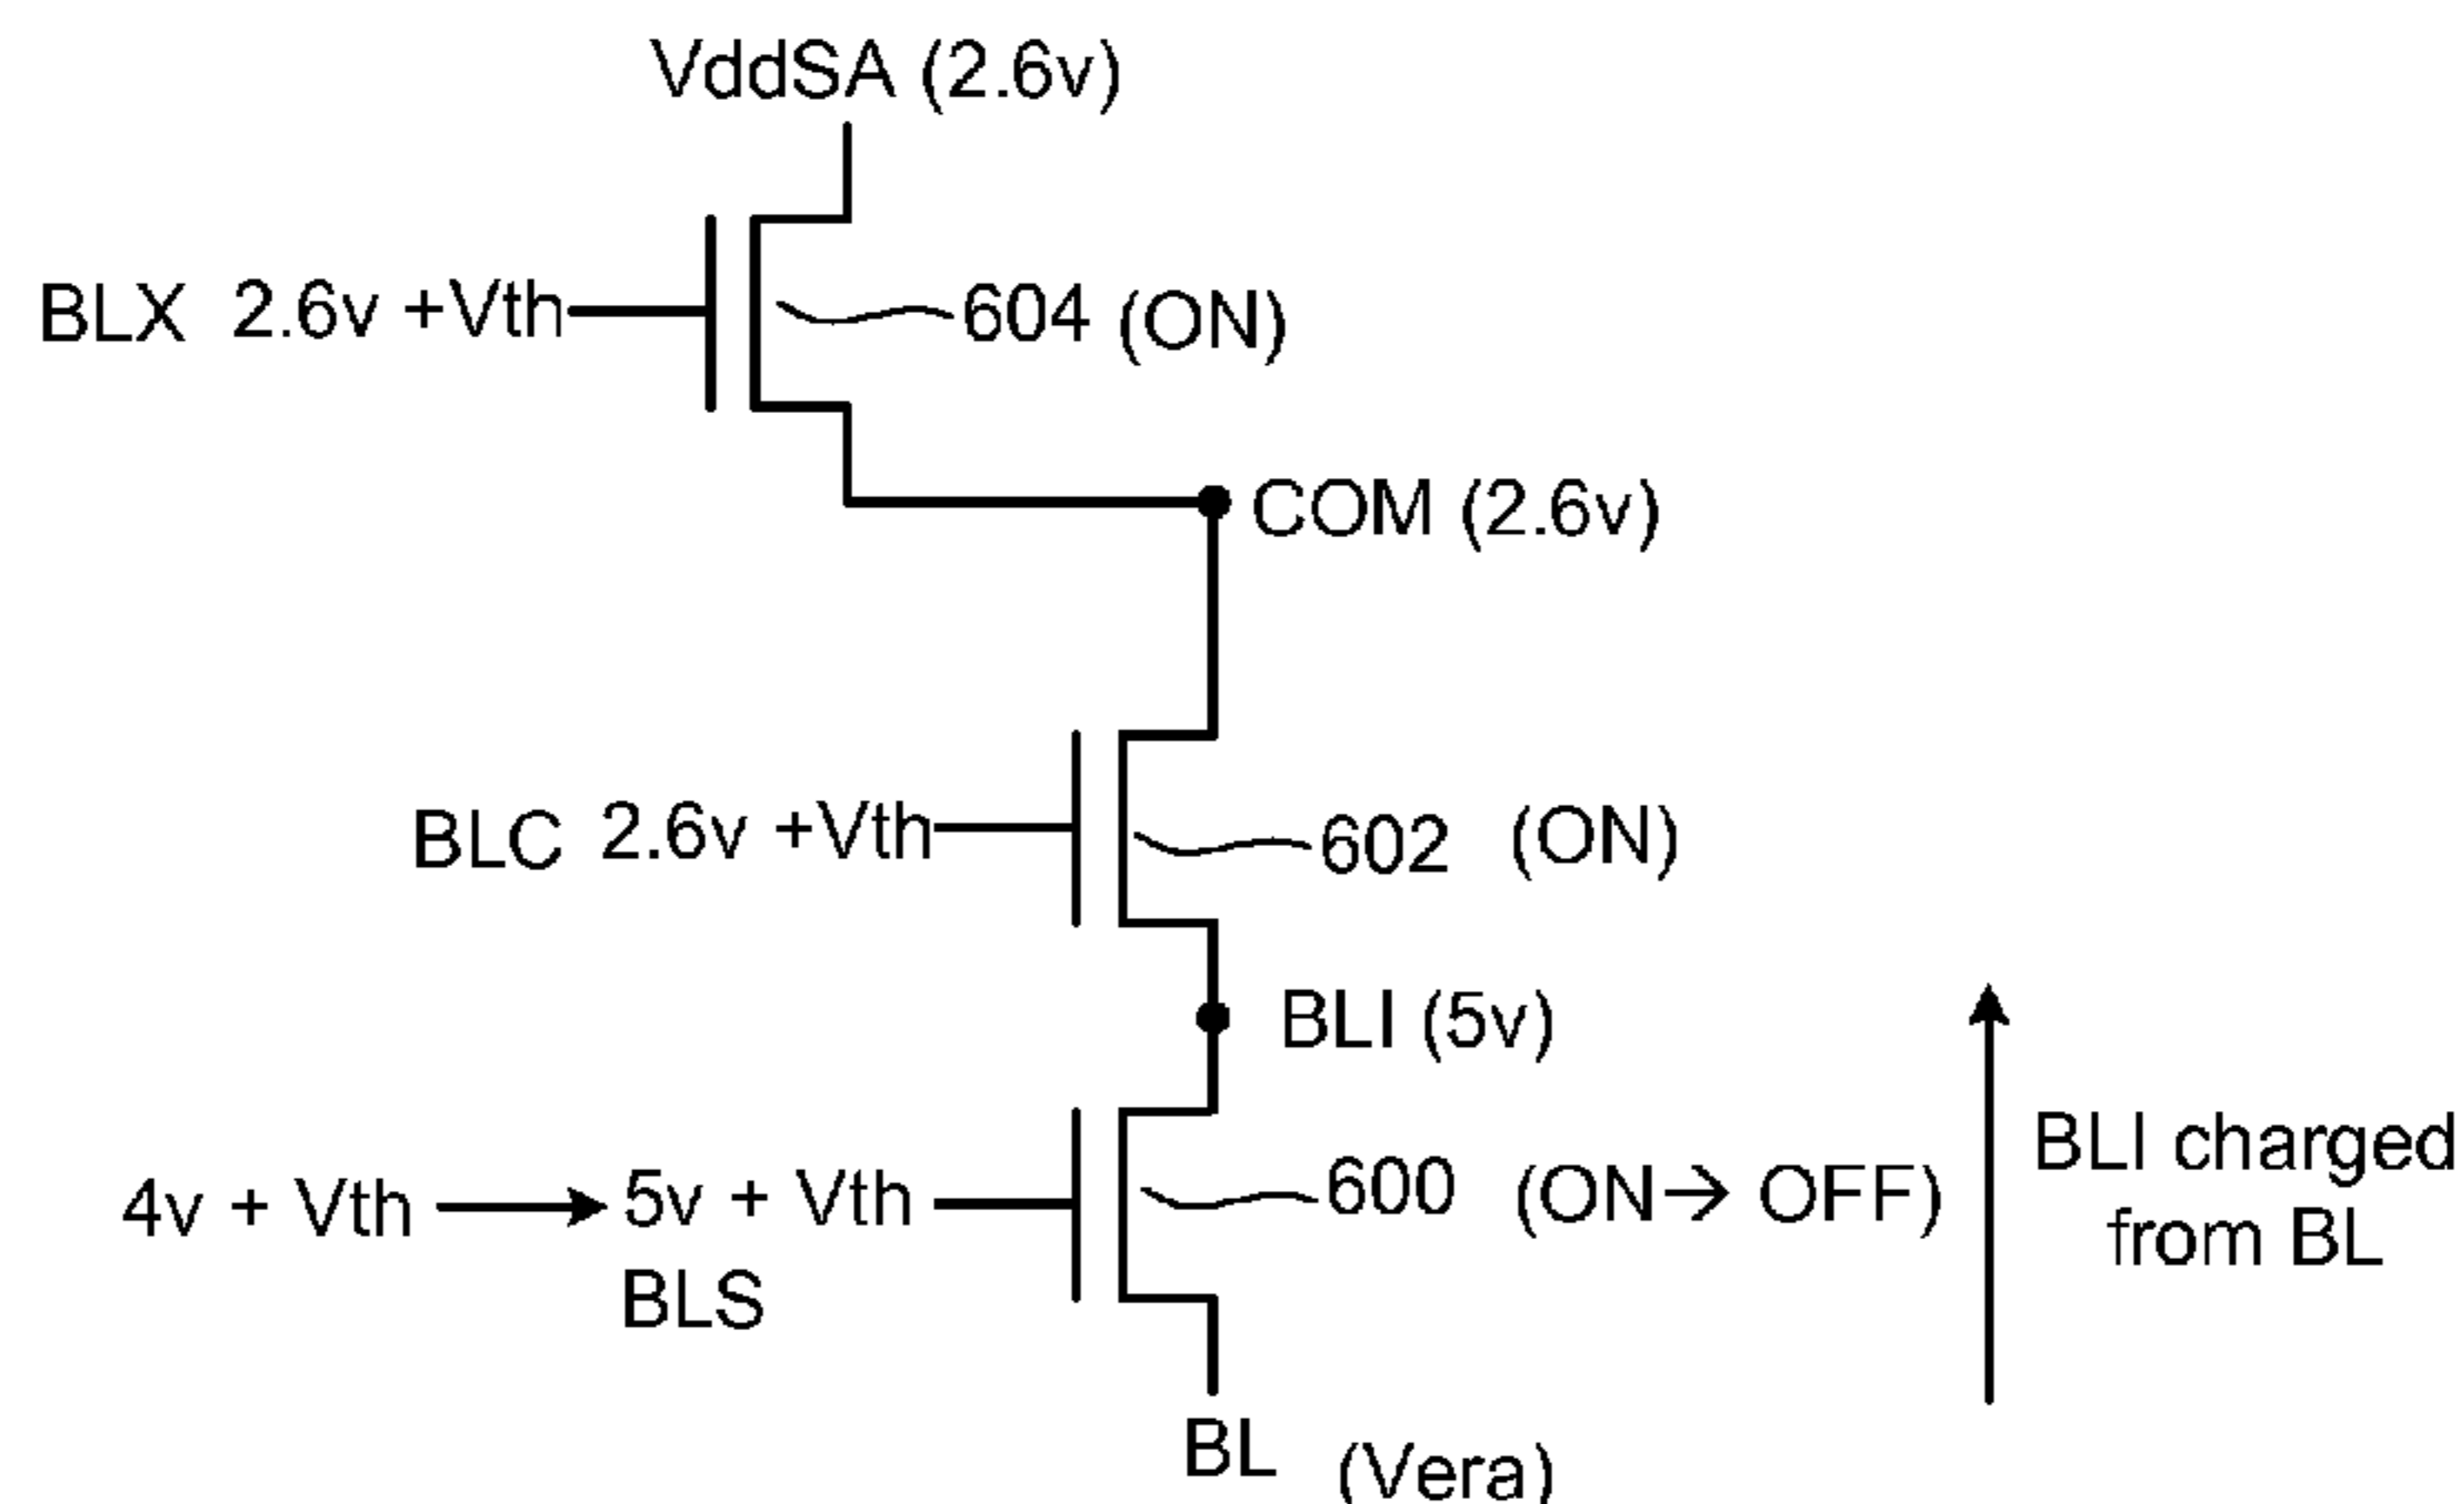 VddSA (2.6v)
BLX 2.6v +Vth 604 (ON)
COM (2.6v)
BLC 2.6v +Vth 602 (ON)
BLI (5v)
4v + Vth → 5v + Vth 600 (ON→ OFF)
BLS
BLI charged
from BL
BL (Vera)